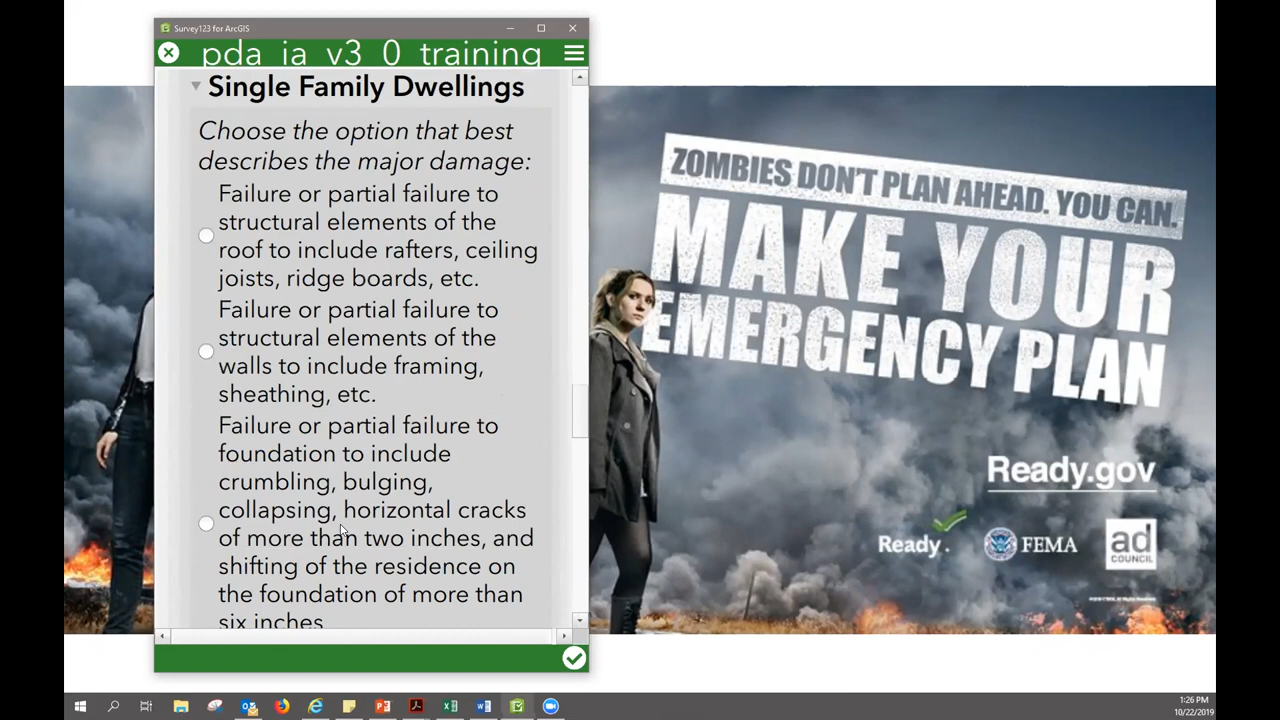 Survey123 for ArcGIS
pda_ia_v3_0_training
Single Family Dwellings
Choose the option that best
describes the major damage:
Failure or partial failure to
structural elements of the
roof to include rafters, ceiling
joists, ridge boards, etc.
Failure or partial failure to
structural elements of the
walls to include framing,
sheathing, etc.
Failure or partial failure to
foundation to include
crumbling, bulging,
collapsing, horizontal cracks
of more than two inches, and
shifting of the residence on
the foundation of more than
six inches
ZOMBIES DON'T PLAN AHEAD. YOU CAN.
MAKE YOUR
EMERGENCY PLAN
Ready.gov
Ready.
FEMA
ad
COUNCIL
1:26 PM
10/22/2019